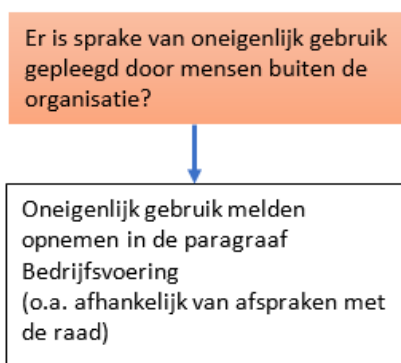 Er is sprake van oneigenlijk gebruik
gepleegd door mensen buiten de
organisatie?
Oneigenlijk gebruik melden
opnemen in de paragraaf
Bedrijfsvoering
(o.a. afhankelijk van afspraken met
de raad)